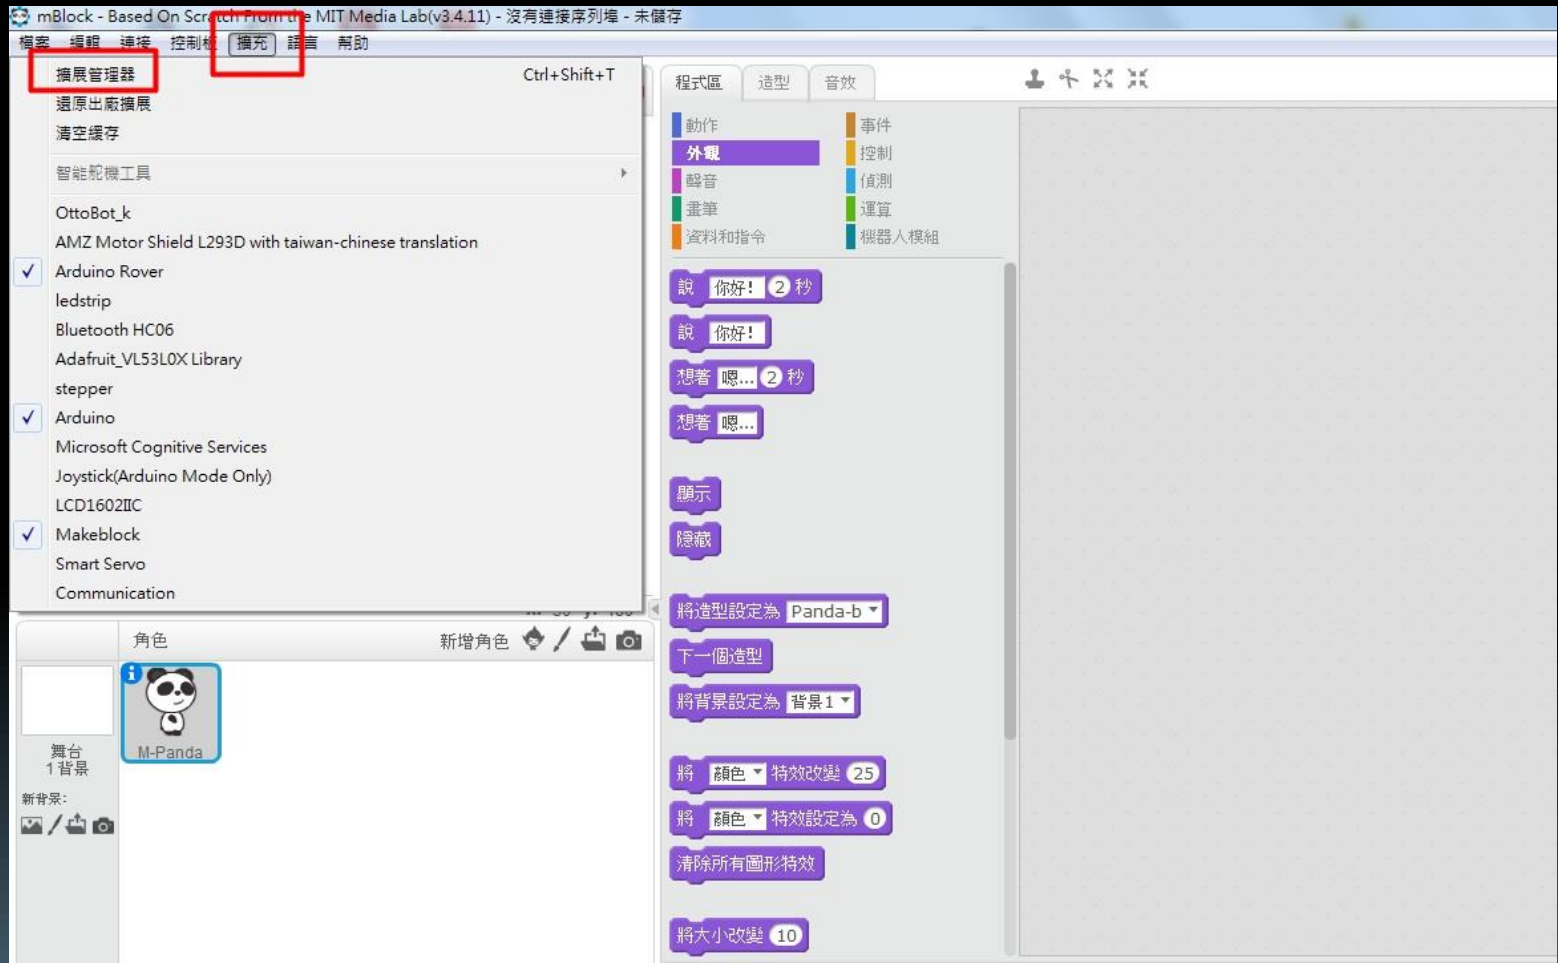 mBlock - Based On Scratch From the MIT Media Lab(v3.4.11) - 沒有連接序列埠 - 未儲存
檔案 編輯 連接 控制板 擴充 語言 幫助
擴展管理器 Ctrl+Shift+T
還原出廠擴展
清空緩存
智能舵機工具
OttoBot_k
AMZ Motor Shield L293D with taiwan-chinese translation
Arduino Rover
ledstrip
Bluetooth HC06
Adafruit_VL53L0X Library
stepper
Arduino
Microsoft Cognitive Services
Joystick(Arduino Mode Only)
LCD1602IIC
Makeblock
Smart Servo
Communication
角色 新增角色
M-Panda
舞台
1 背景
新背景:
程式區 造型 音效
動作 事件
外觀 控制
聲音 偵測
畫筆 運算
資料和指令 機器人模組
說 你好! 2 秒
說 你好!
想著 嗯... 2 秒
想著 嗯...
顯示
隱藏
將造型設定為 Panda-b
下一個造型
將背景設定為 背景1
將 顏色 特效改變 25
將 顏色 特效設定為 0
清除所有圖形特效
將大小改變 10